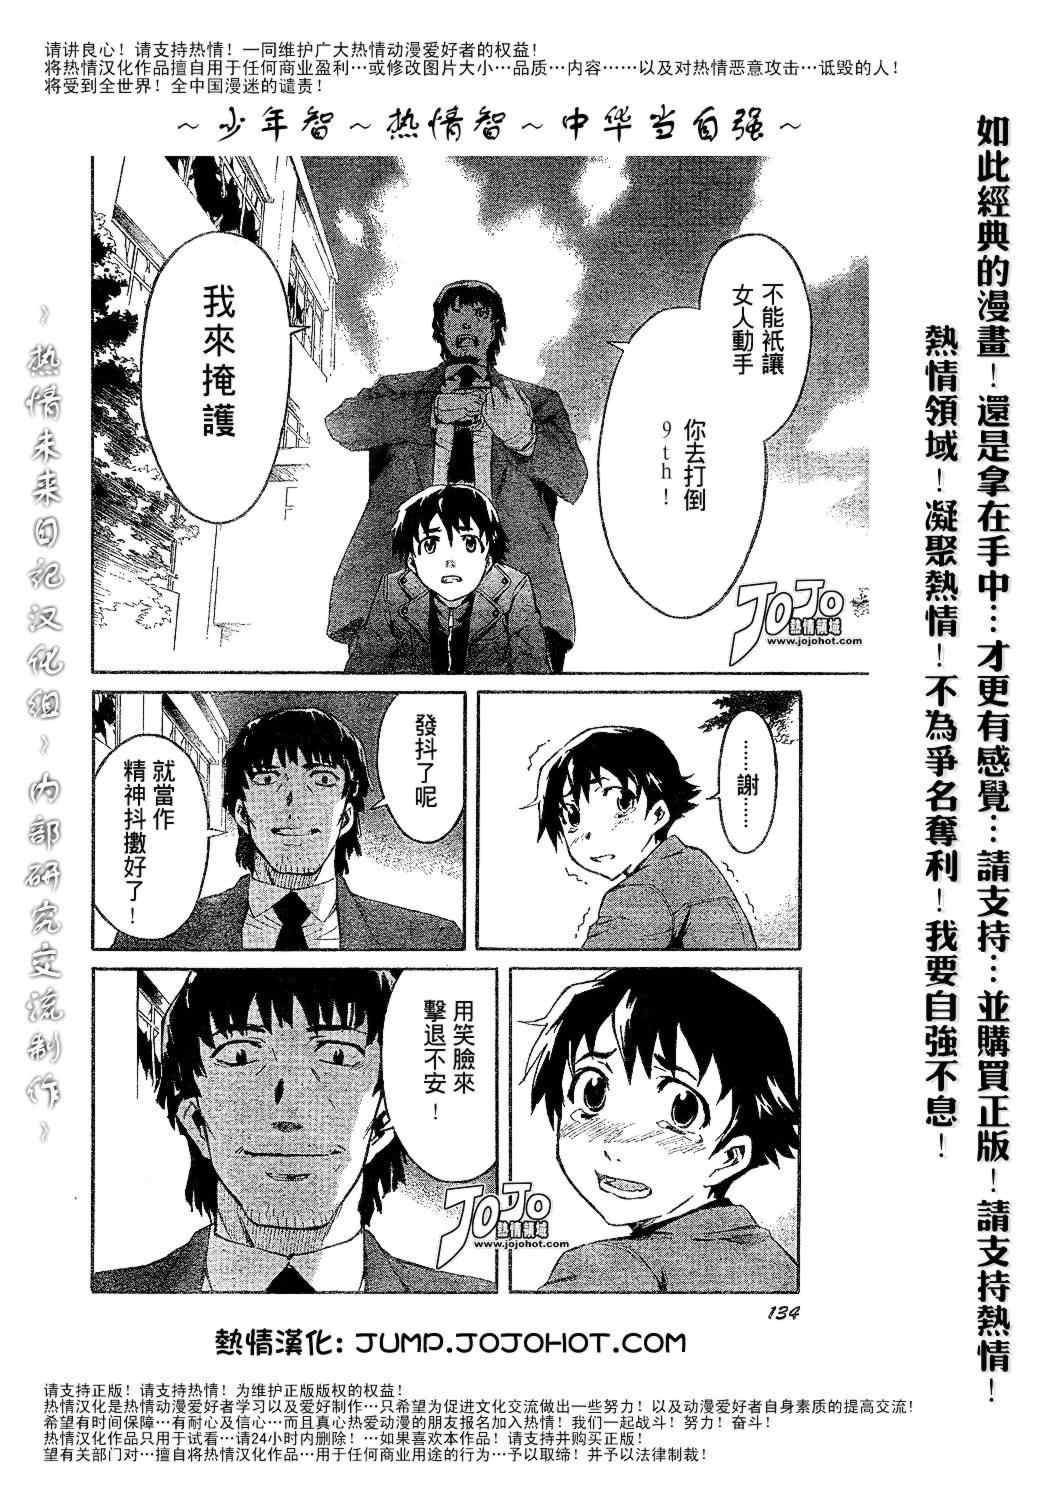 请讲良心！请支持热情！一同维护广大热情动漫爱好者的权益！
将热情汉化作品擅自用于任何商业盈利…或修改图片大小…品质…内容……以及对热情恶意攻击…诋毁的人！
将受到全世界！全中国漫迷的谴责！
～少年智～热情智～中华当自强～
如此經典的漫畫！還是拿在手中…才更有感覺…請支持…並購買正版！請支持熱情！
熱情領域！凝聚熱情！不為爭名奪利！我要自強不息！
不能祇讓
女人動手
你去打倒
9th！
我來掩護
JOJO
熱情領域
www.jojohot.com
……謝……
發抖了呢
就當作
精神抖擻好了！
用笑臉來
擊退不安！
JOJO
熱情領域
www.jojohot.com
134
～热情未来日记汉化组～内部研究交流制作～
熱情漢化: JUMP.JOJOHOT.COM
请支持正版！请支持热情！为维护正版版权的权益！
热情汉化是热情动漫爱好者学习以及爱好制作…只希望为促进文化交流做出一些努力！以及动漫爱好者自身素质的提高交流！
希望有时间保障…有耐心及信心…而且真心热爱动漫的朋友报名加入热情！我们一起战斗！努力！奋斗！
热情汉化作品只用于试看…请24小时内删除！…如果喜欢本作品！请支持并购买正版！
望有关部门对…擅自将热情汉化作品…用于任何商业用途的行为…予以取缔！并予以法律制裁！